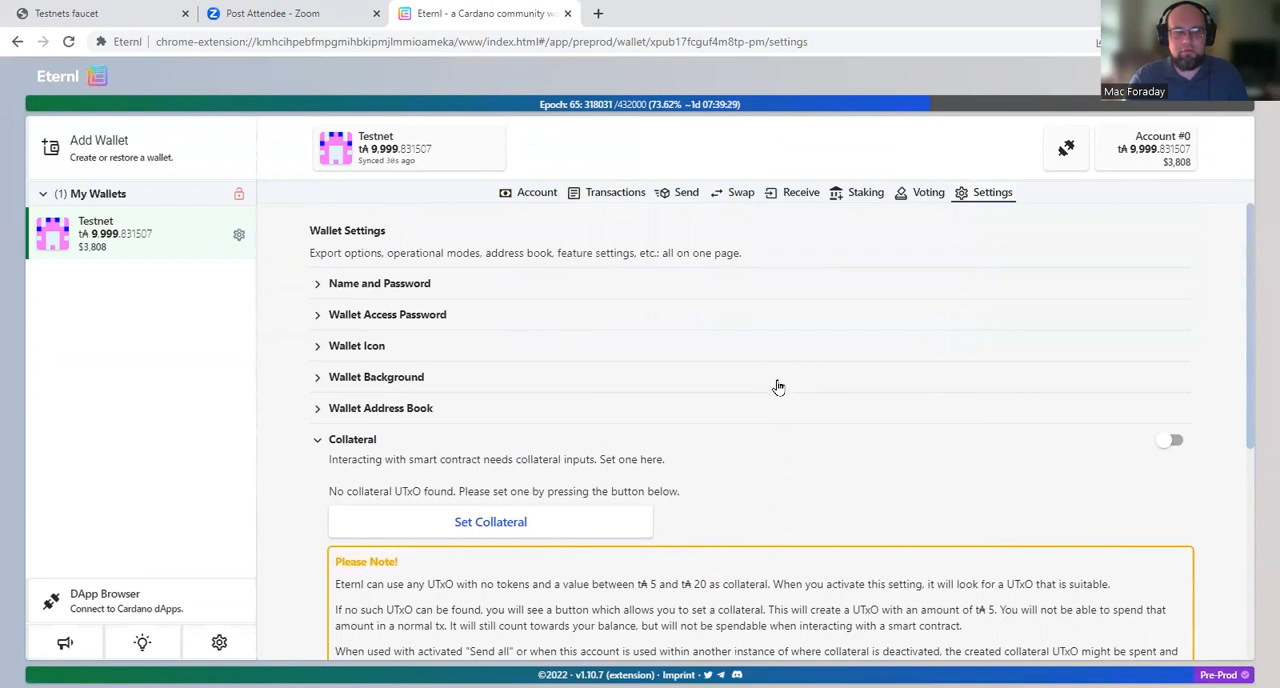 Testnets faucet
Post Attendee - Zoom
Eternl - a Cardano community w
Eternl
chrome-extension://kmhcihpebfmpgmihbkipmjlmmioameka/www/index.html#/app/preprod/wallet/xpub17fcguf4m8tp-pm/settings
Mac Foraday
Eternl
Epoch: 65: 318031 /432000 (73.62% ~1d 07:39:29)
Add Wallet
Create or restore a wallet.
Testnet
t₳ 9,999.831507
Synced 30s ago
Account #0
t₳ 9,999.831507
$3,808
(1) My Wallets
Account
Transactions
Send
Swap
Receive
Staking
Voting
Settings
Testnet
t₳ 9,999.831507
$3,808
Wallet Settings
Export options, operational modes, address book, feature settings, etc.: all on one page.
Name and Password
Wallet Access Password
Wallet Icon
Wallet Background
Wallet Address Book
Collateral
Interacting with smart contract needs collateral inputs. Set one here.
No collateral UTxO found. Please set one by pressing the button below.
Set Collateral
Please Note!
Eternl can use any UTxO with no tokens and a value between t₳ 5 and t₳ 20 as collateral. When you activate this setting, it will look for a UTxO that is suitable.
If no such UTxO can be found, you will see a button which allows you to set a collateral. This will create a UTxO with an amount of t₳ 5. You will not be able to spend that
amount in a normal tx. It will still count towards your balance, but will not be spendable when interacting with a smart contract.
When used with activated "Send all" or when this account is used within another instance of where collateral is deactivated, the created collateral UTxO might be spent and
DApp Browser
Connect to Cardano dApps.
©2022 - v1.10.7 (extension) · Imprint ·
Pre-Prod